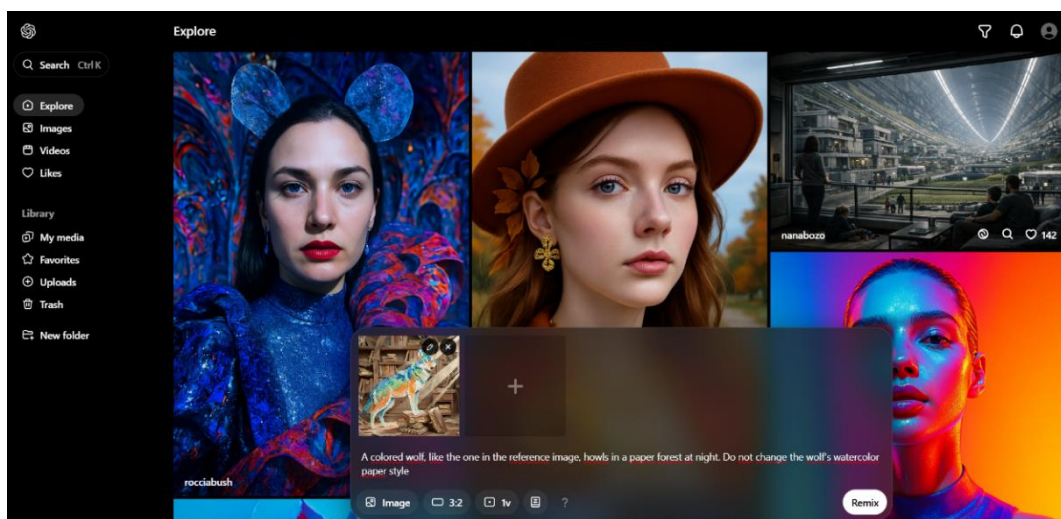 Explore
Search Ctrl K
Explore
Images
Videos
Likes
Library
My media
Favorites
Uploads
Trash
New folder
nanabozo
142
rocciabush
A colored wolf, like the one in the reference image, howls in a paper forest at night. Do not change the wolf's watercolor
paper style
Image 3:2 1v ?
Remix